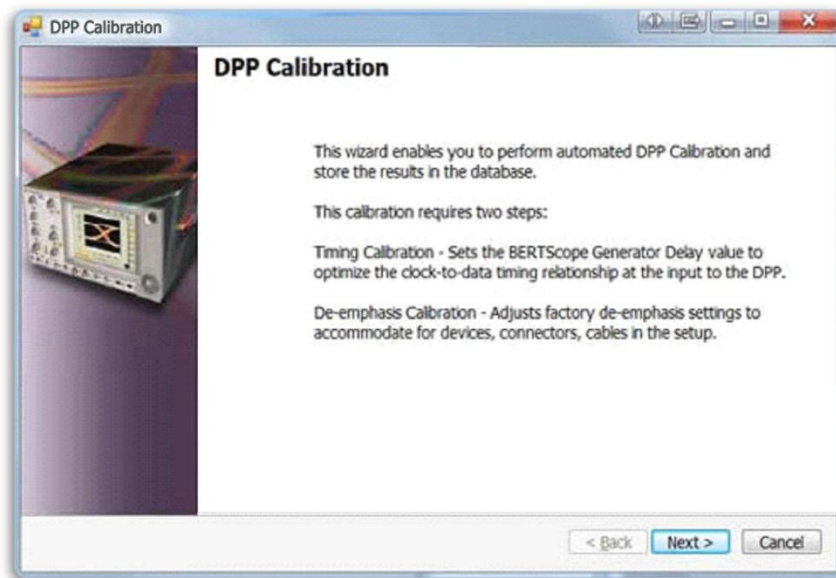 DPP Calibration
DPP Calibration
This wizard enables you to perform automated DPP Calibration and
store the results in the database.
This calibration requires two steps:
Timing Calibration - Sets the BERTScope Generator Delay value to
optimize the clock-to-data timing relationship at the input to the DPP.
De-emphasis Calibration - Adjusts factory de-emphasis settings to
accommodate for devices, connectors, cables in the setup.
< Back Next > Cancel